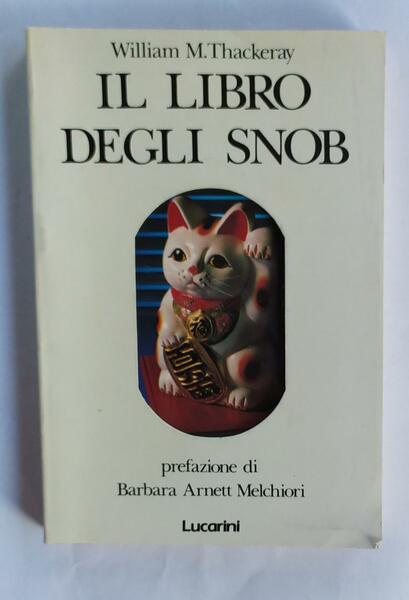 William M. Thackeray
IL LIBRO
DEGLI SNOB
prefazione di
Barbara Arnett Melchiori
Lucarini